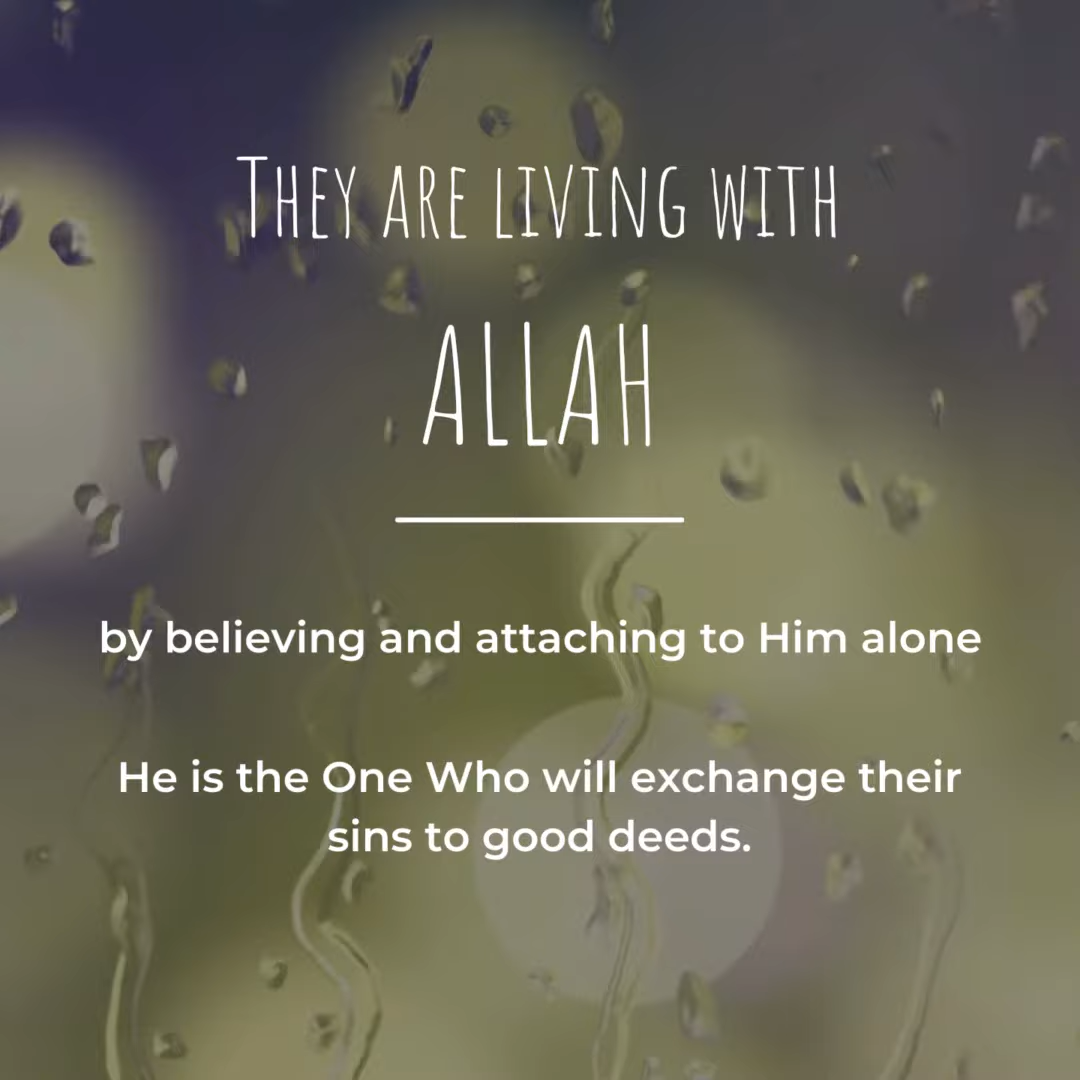 They are living with
ALLAH
by believing and attaching to Him alone
He is the One Who will exchange their
sins to good deeds.